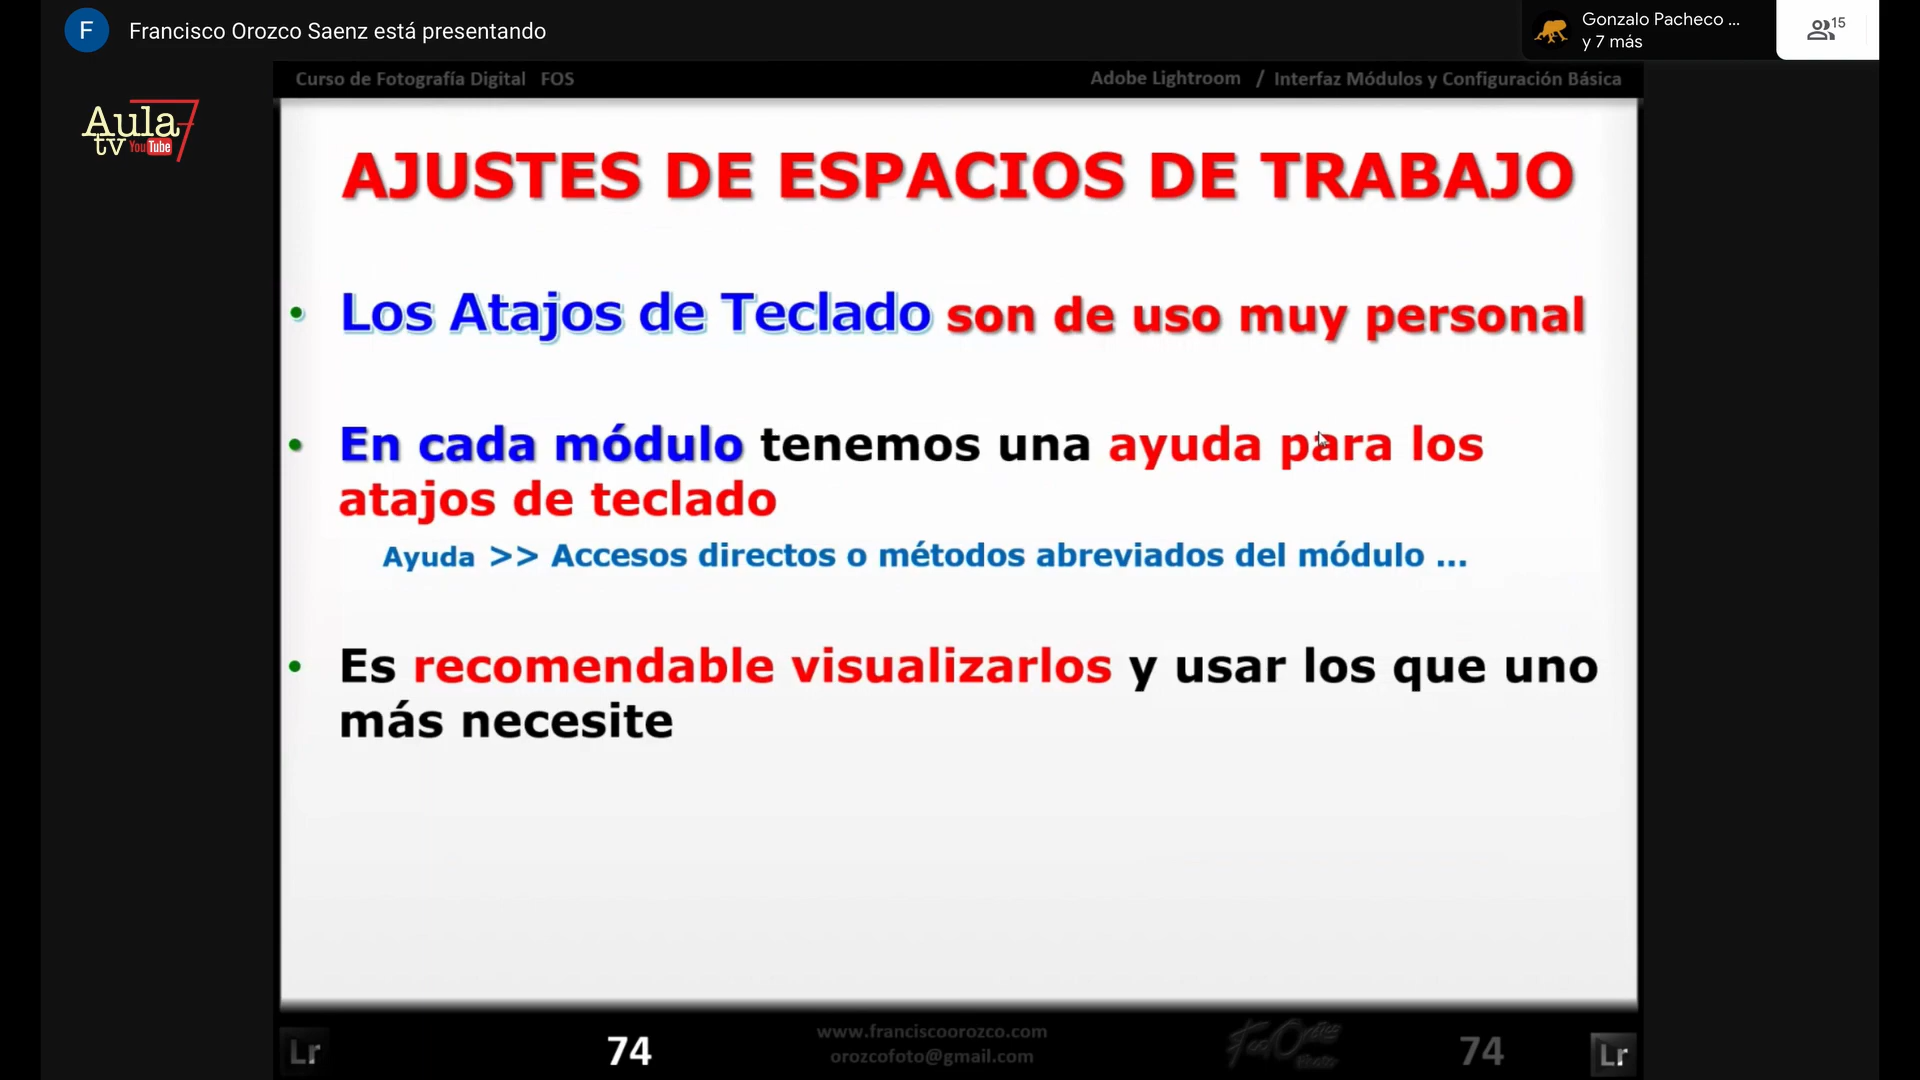 F Francisco Orozco Saenz está presentando
Gonzalo Pacheco ...
y 7 más
15
Curso de Fotografía Digital FOS
Adobe Lightroom / Interfaz Módulos y Configuración Básica
Aula 7
tv YouTube
AJUSTES DE ESPACIOS DE TRABAJO
• Los Atajos de Teclado son de uso muy personal
• En cada módulo tenemos una ayuda para los
atajos de teclado
Ayuda >> Accesos directos o métodos abreviados del módulo ...
• Es recomendable visualizarlos y usar los que uno
más necesite
Lr
74
www.franciscoorozco.com
orozcofoto@gmail.com
74
Lr